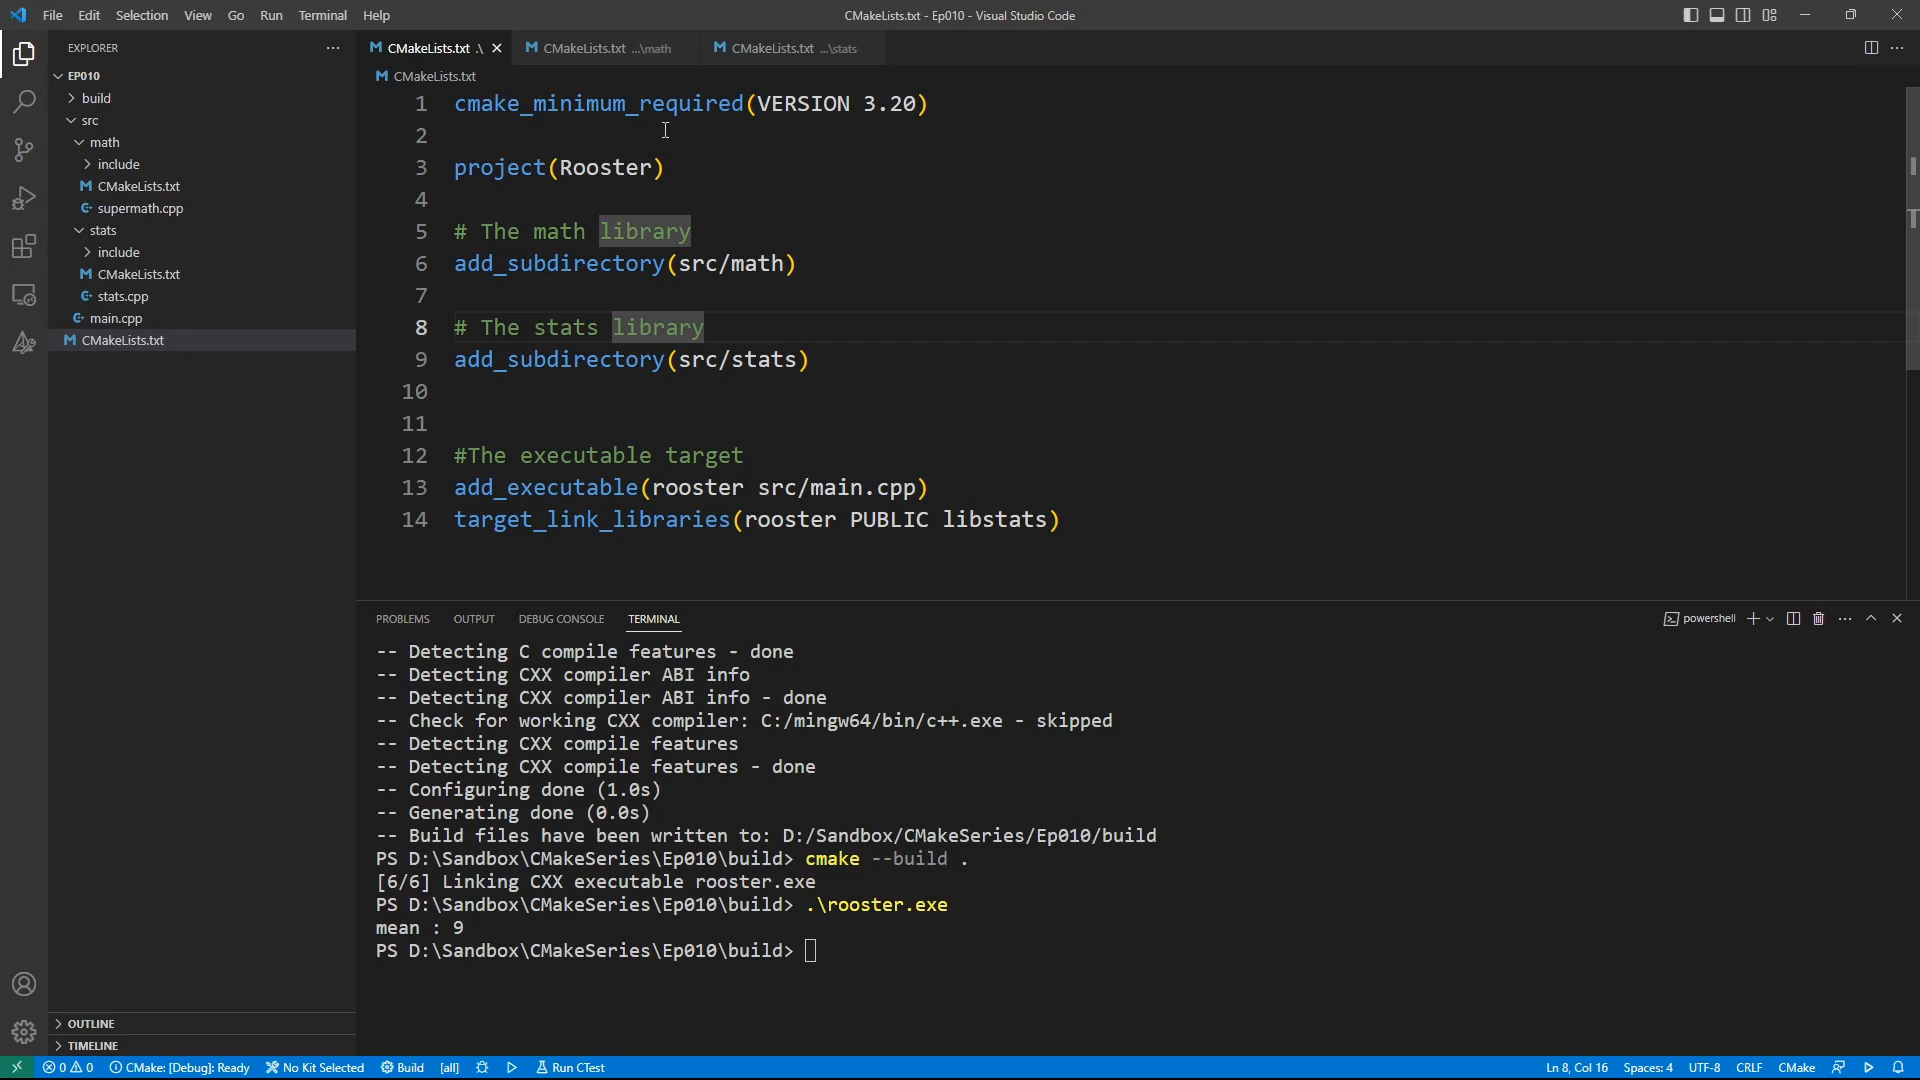 File Edit Selection View Go Run Terminal Help
CMakeLists.txt - Ep010 - Visual Studio Code
EXPLORER
EP010
build
src
math
include
CMakeLists.txt
supermath.cpp
stats
include
CMakeLists.txt
stats.cpp
main.cpp
CMakeLists.txt
OUTLINE
TIMELINE
CMakeLists.txt .\
CMakeLists.txt ...\math
CMakeLists.txt ...\stats
CMakeLists.txt
1 cmake_minimum_required(VERSION 3.20)
2
3 project(Rooster)
4
5 # The math library
6 add_subdirectory(src/math)
7
8 # The stats library
9 add_subdirectory(src/stats)
10
11
12 #The executable target
13 add_executable(rooster src/main.cpp)
14 target_link_libraries(rooster PUBLIC libstats)
PROBLEMS OUTPUT DEBUG CONSOLE TERMINAL
powershell
-- Detecting C compile features - done
-- Detecting CXX compiler ABI info
-- Detecting CXX compiler ABI info - done
-- Check for working CXX compiler: C:/mingw64/bin/c++.exe - skipped
-- Detecting CXX compile features
-- Detecting CXX compile features - done
-- Configuring done (1.0s)
-- Generating done (0.0s)
-- Build files have been written to: D:/Sandbox/CMakeSeries/Ep010/build
PS D:\Sandbox\CMakeSeries\Ep010\build> cmake --build .
[6/6] Linking CXX executable rooster.exe
PS D:\Sandbox\CMakeSeries\Ep010\build> .\rooster.exe
mean : 9
PS D:\Sandbox\CMakeSeries\Ep010\build>
0 0 CMake: [Debug]: Ready No Kit Selected Build [all] Run CTest
Ln 8, Col 16 Spaces: 4 UTF-8 CRLF CMake